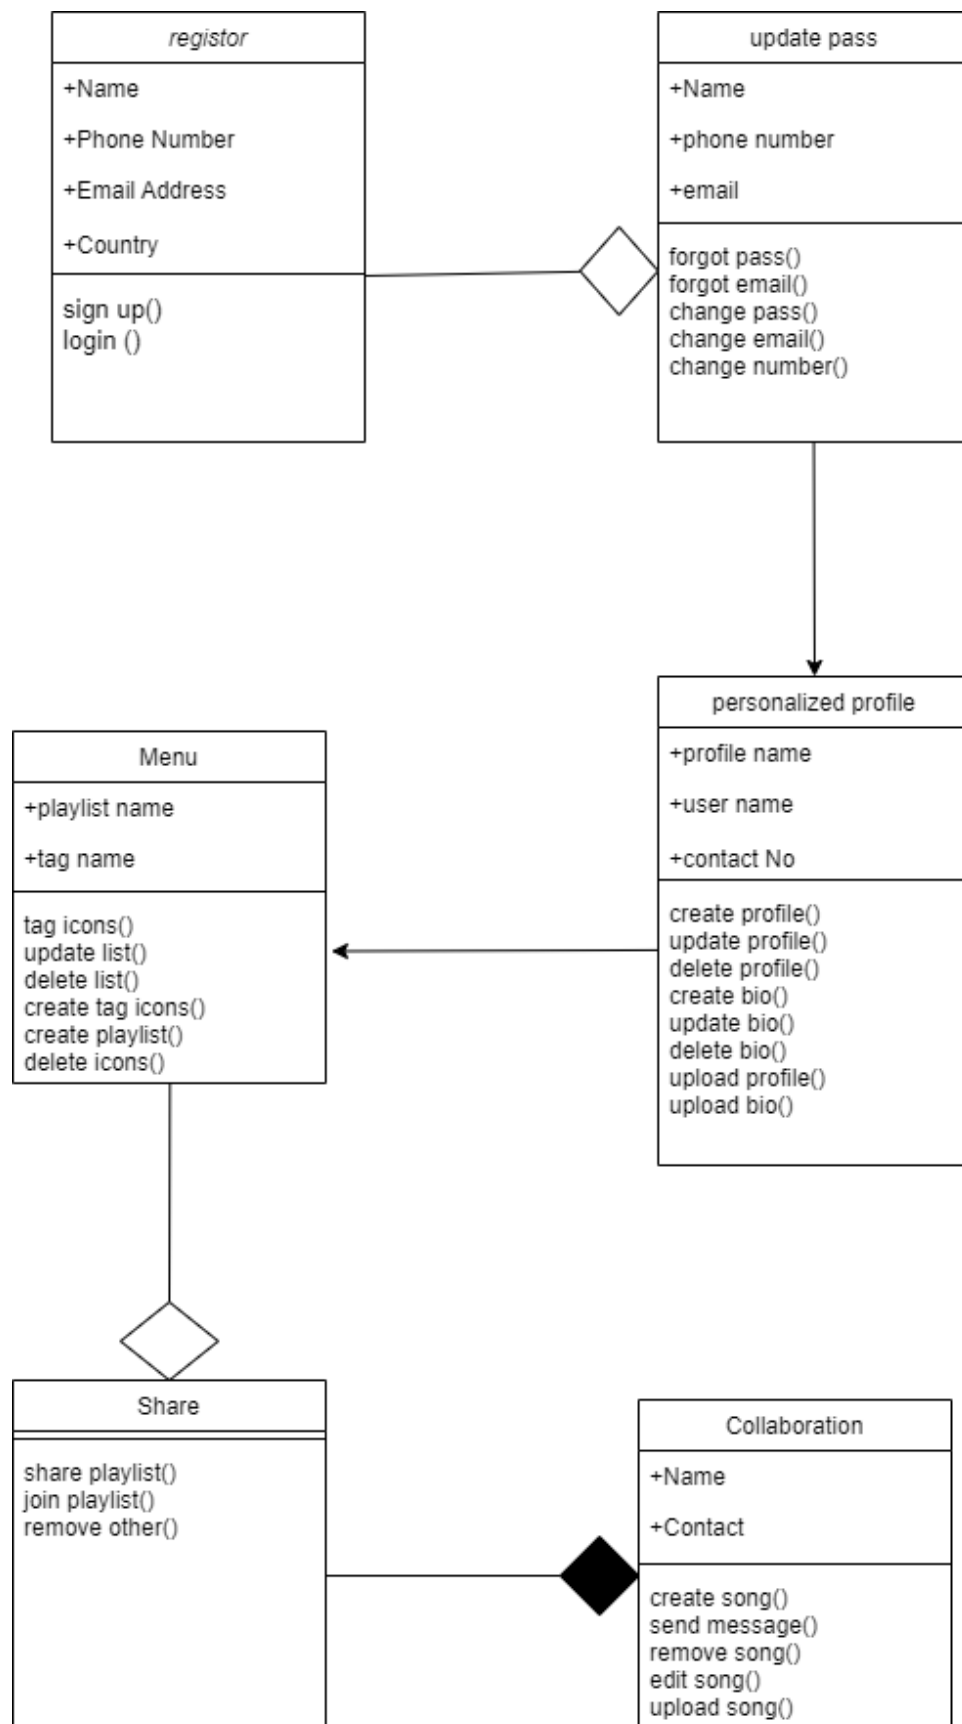 registor
+Name
+Phone Number
+Email Address
+Country
sign up()
login ()
update pass
+Name
+phone number
+email
forgot pass()
forgot email()
change pass()
change email()
change number()
personalized profile
+profile name
+user name
+contact No
create profile()
update profile()
delete profile()
create bio()
update bio()
delete bio()
upload profile()
upload bio()
Menu
+playlist name
+tag name
tag icons()
update list()
delete list()
create tag icons()
create playlist()
delete icons()
Share
share playlist()
join playlist()
remove other()
Collaboration
+Name
+Contact
create song()
send message()
remove song()
edit song()
upload song()